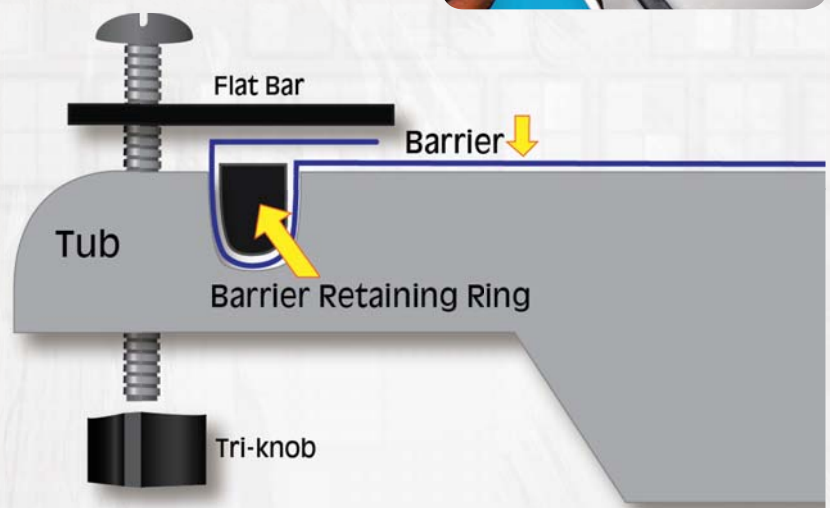 Flat Bar
Barrier
Tub
Barrier Retaining Ring
Tri-knob